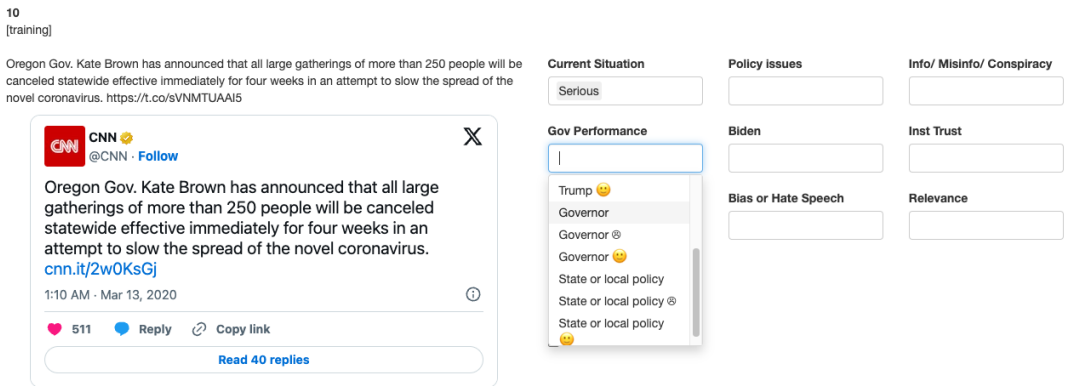 10
[training]
Oregon Gov. Kate Brown has announced that all large gatherings of more than 250 people will be
canceled statewide effective immediately for four weeks in an attempt to slow the spread of the
novel coronavirus. https://t.co/sVNMTUAAI5
CNN
CNN
@CNN · Follow
X
Oregon Gov. Kate Brown has announced that all large
gatherings of more than 250 people will be canceled
statewide effective immediately for four weeks in an
attempt to slow the spread of the novel coronavirus.
cnn.it/2w0KsGj
1:10 AM · Mar 13, 2020
511 Reply Copy link
Read 40 replies
Current Situation
Serious
Gov Performance
Trump 🙂
Governor
Governor ☹
Governor 🙂
State or local policy
State or local policy ☹
State or local policy
🙂
Policy issues
Biden
Bias or Hate Speech
Info/ Misinfo/ Conspiracy
Inst Trust
Relevance